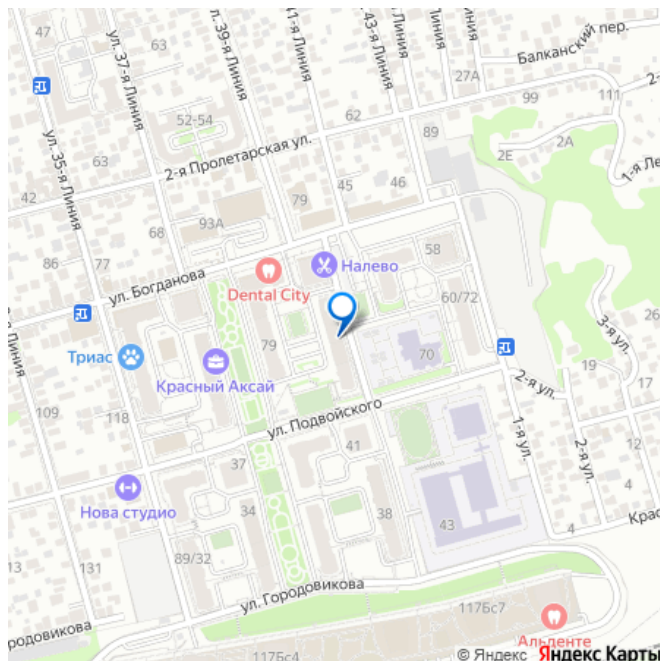 47
ул. 37-я Линия
63
39-я Линия
ул.
41-я Линия
43-я Линия
Балканский пер.
27А
99
111
2-я
52-54
62
89
2Е
2А
1-я Ле
ул. 35-я Линия
63
2-я Пролетарская ул.
42
79
45
46
93А
68
86
77
58
ул. Богданова
Налево
Dental City
60/72
3-я ул.
Линия
Триас
79
70
19
17
Красный Аксай
2-я ул.
109
118
ул. Подвойского
41
1-я ул.
2-я ул.
12
37
Нова студио
34
38
43
4
4
Крас
13
131
89/32
ул. Городовикова
117Бс7
ородовикова
Альденте
117Бс4
© Яндекс Яндекс Карты